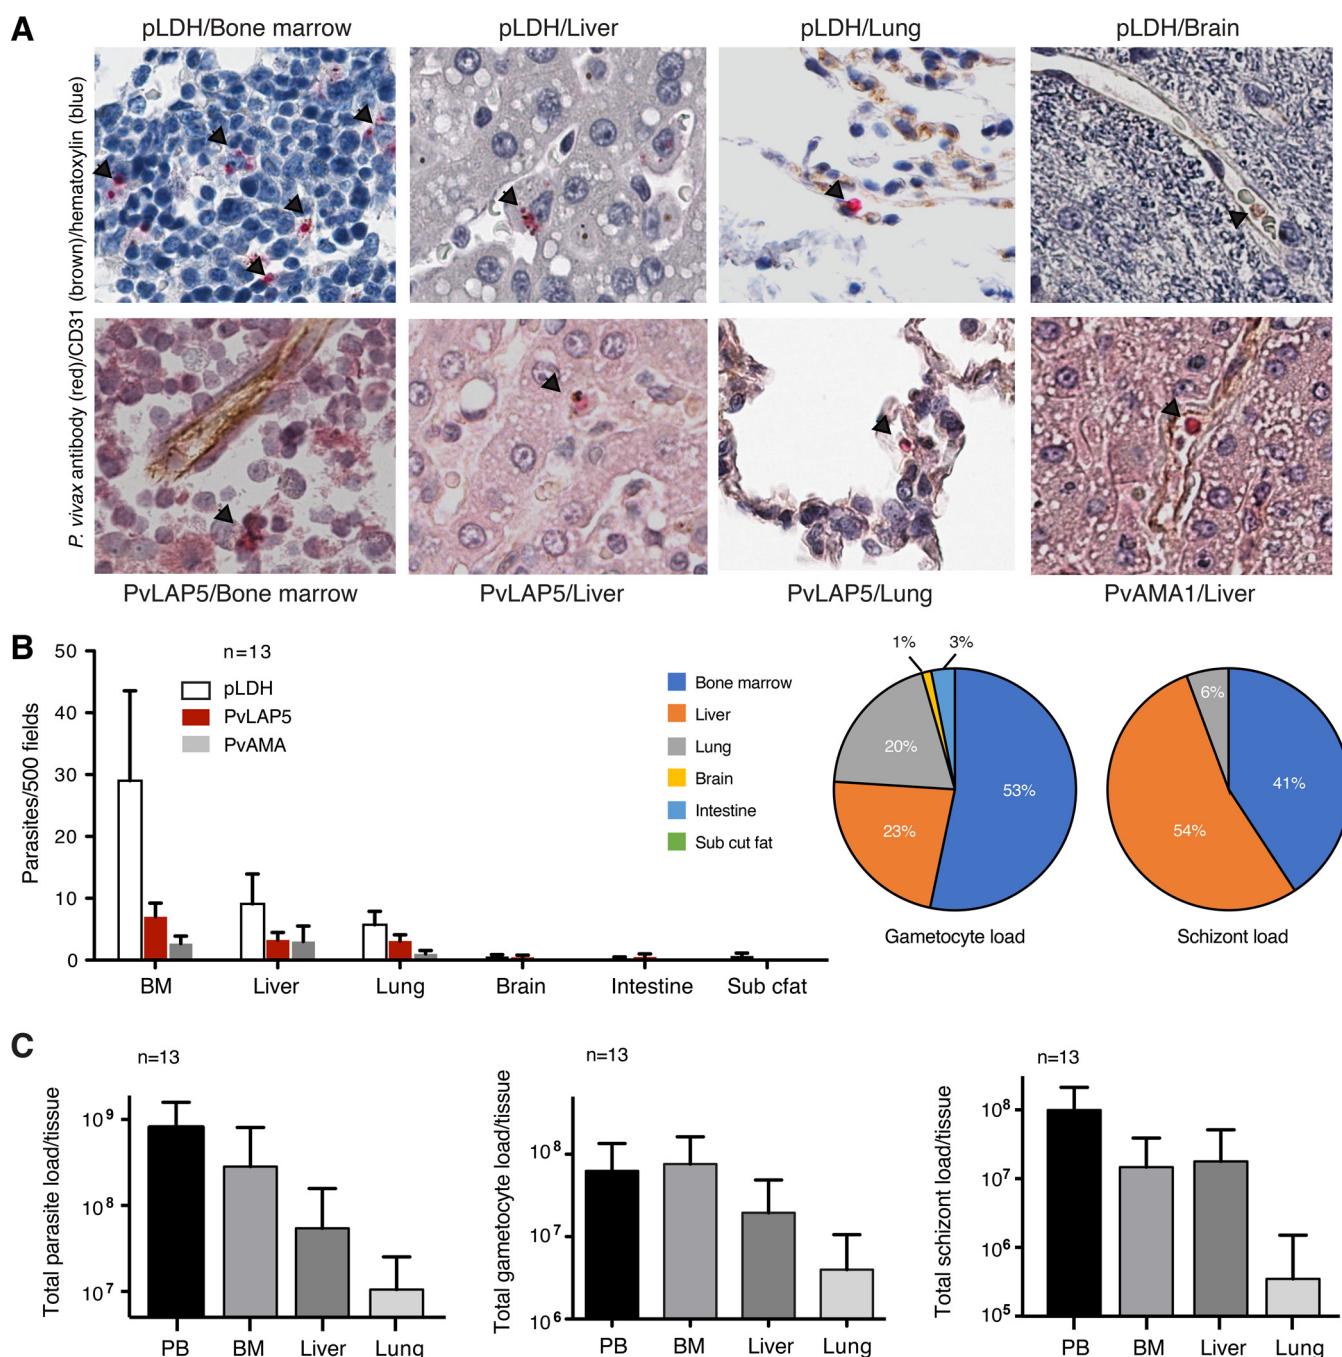 A
pLDH/Bone marrow
pLDH/Liver
pLDH/Lung
pLDH/Brain
P. vivax antibody (red)/CD31 (brown)/hematoxylin (blue)
PvLAP5/Bone marrow
PvLAP5/Liver
PvLAP5/Lung
PvAMA1/Liver
B
n=13
pLDH
PvLAP5
PvAMA
Parasites/500 fields
50
40
30
20
10
0
BM
Liver
Lung
Brain
Intestine
Sub cfat
Bone marrow
Liver
Lung
Brain
Intestine
Sub cut fat
1%
3%
20%
53%
23%
Gametocyte load
6%
41%
54%
Schizont load
C
n=13
Total parasite load/tissue
10⁹
10⁸
10⁷
PB
BM
Liver
Lung
n=13
Total gametocyte load/tissue
10⁸
10⁷
10⁶
PB
BM
Liver
Lung
n=13
Total schizont load/tissue
10⁸
10⁷
10⁶
10⁵
PB
BM
Liver
Lung